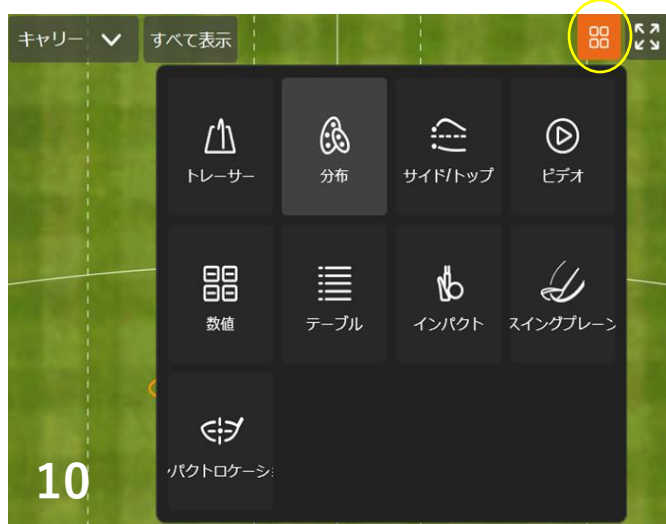 キャリー すべて表示
トレーサー 分布 サイド/トップ ビデオ
数値 テーブル インパクト スイングプレーン
パクトロケーシ
10